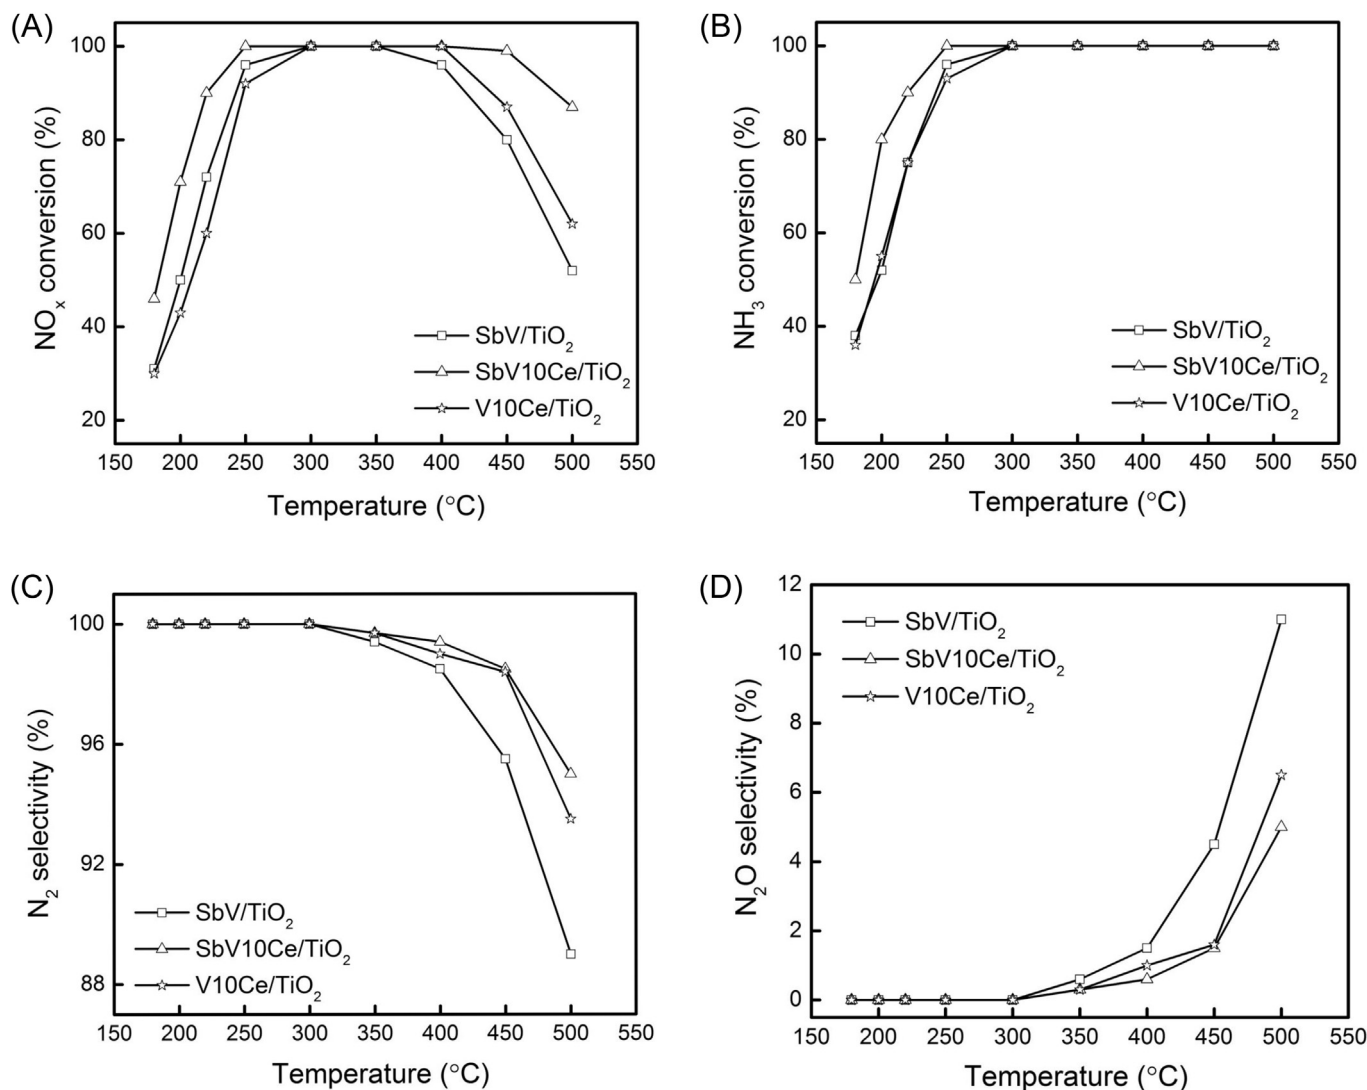 (A)
100
80
60
40
20
NOx conversion (%)
SbV/TiO2
SbV10Ce/TiO2
V10Ce/TiO2
150 200 250 300 350 400 450 500 550
Temperature (°C)
(B)
100
80
60
40
20
NH3 conversion (%)
SbV/TiO2
SbV10Ce/TiO2
V10Ce/TiO2
150 200 250 300 350 400 450 500 550
Temperature (°C)
(C)
100
96
92
88
N2 selectivity (%)
SbV/TiO2
SbV10Ce/TiO2
V10Ce/TiO2
150 200 250 300 350 400 450 500 550
Temperature (°C)
(D)
12
10
8
6
4
2
0
N2O selectivity (%)
SbV/TiO2
SbV10Ce/TiO2
V10Ce/TiO2
150 200 250 300 350 400 450 500 550
Temperature (°C)